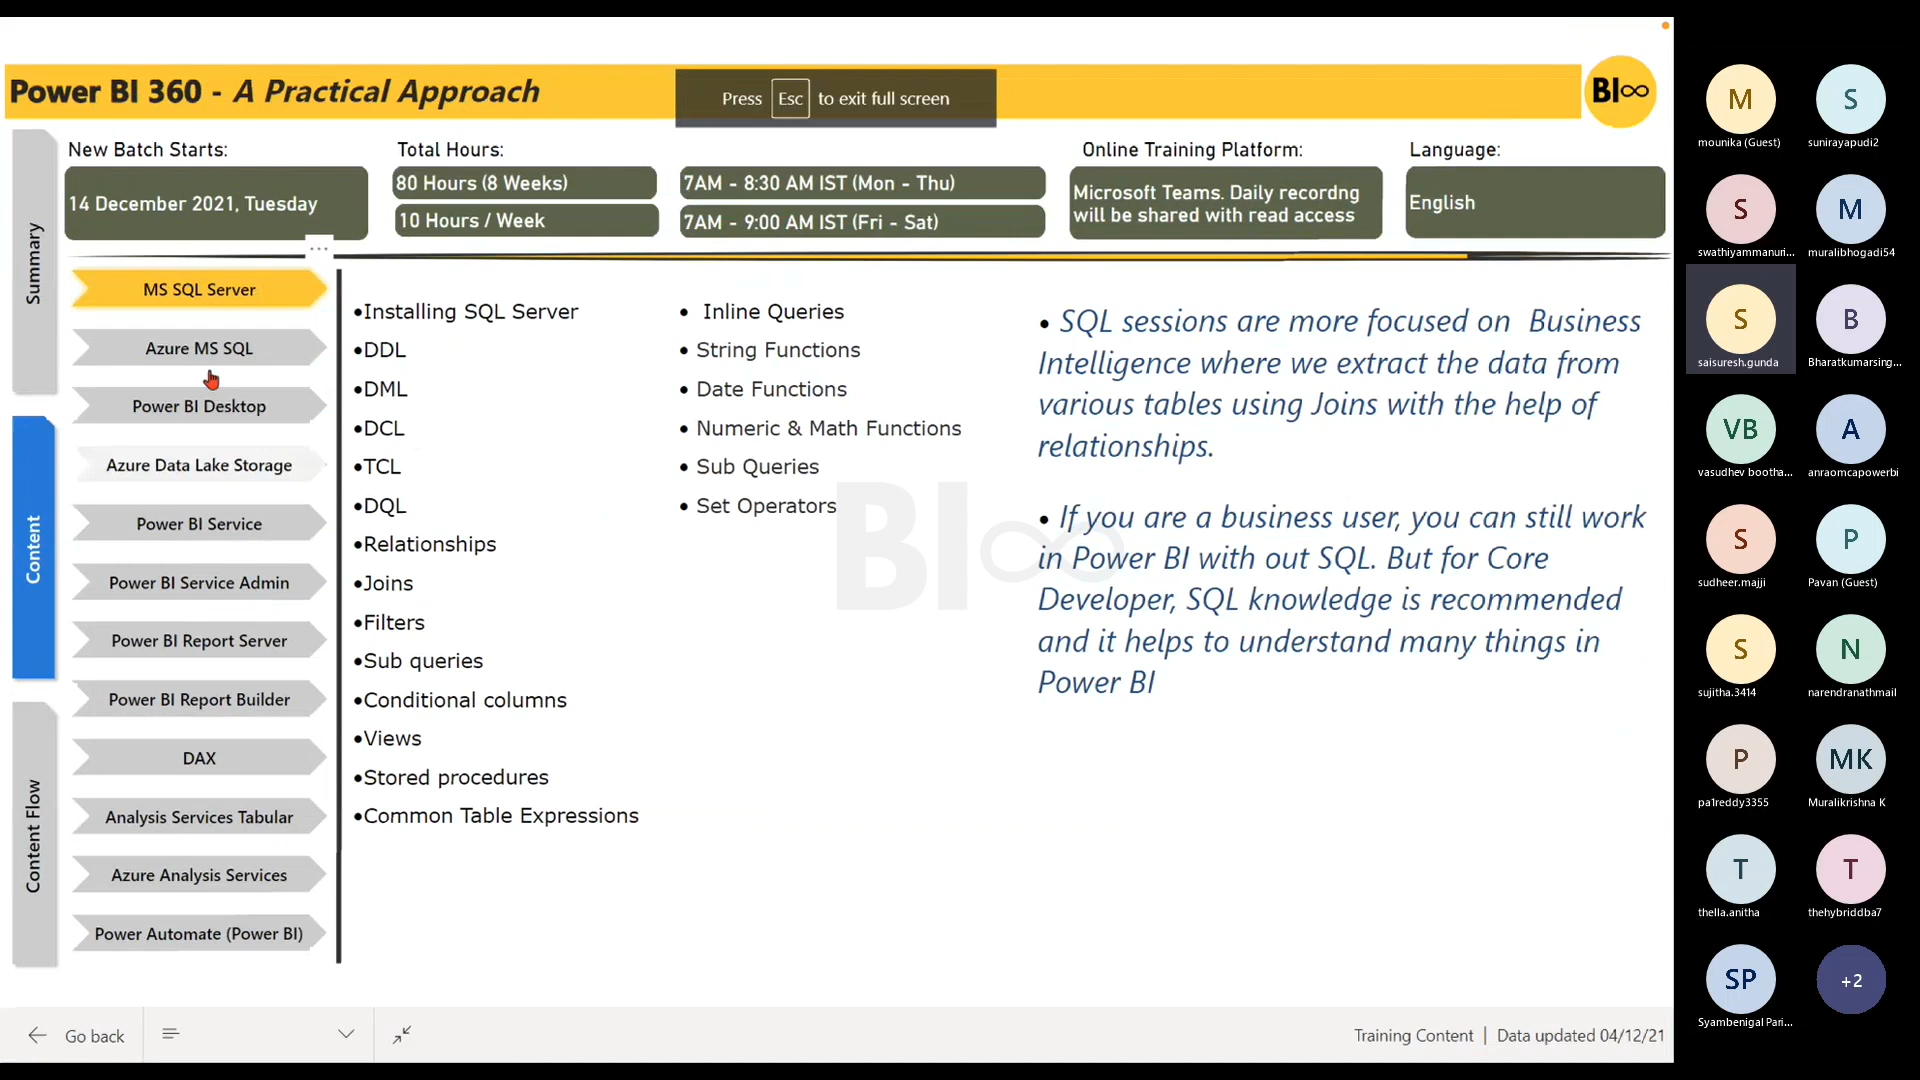 Power BI 360 - A Practical Approach
Press Esc to exit full screen
BI∞
New Batch Starts:
14 December 2021, Tuesday
Total Hours:
80 Hours (8 Weeks)
10 Hours / Week
7AM - 8:30 AM IST (Mon - Thu)
7AM - 9:00 AM IST (Fri - Sat)
Online Training Platform:
Microsoft Teams. Daily recordng
will be shared with read access
Language:
English
Summary
Content
Content Flow
MS SQL Server
Azure MS SQL
Power BI Desktop
Azure Data Lake Storage
Power BI Service
Power BI Service Admin
Power BI Report Server
Power BI Report Builder
DAX
Analysis Services Tabular
Azure Analysis Services
Power Automate (Power BI)
•Installing SQL Server
•DDL
•DML
•DCL
•TCL
•DQL
•Relationships
•Joins
•Filters
•Sub queries
•Conditional columns
•Views
•Stored procedures
•Common Table Expressions
• Inline Queries
• String Functions
• Date Functions
• Numeric & Math Functions
• Sub Queries
• Set Operators
BI∞
• SQL sessions are more focused on Business
Intelligence where we extract the data from
various tables using Joins with the help of
relationships.
• If you are a business user, you can still work
in Power BI with out SQL. But for Core
Developer, SQL knowledge is recommended
and it helps to understand many things in
Power BI
Go back
Training Content | Data updated 04/12/21
M
mounika (Guest)
S
sunirayapudi2
S
swathiyammanuri...
M
muralibhogadi54
S
saisuresh.gunda
B
Bharatkumarsing...
VB
vasudhev bootha...
A
anraomcapowerbi
S
sudheer.majji
P
Pavan (Guest)
S
sujitha.3414
N
narendranathmail
P
pa1reddy3355
MK
Muralikrishna K
T
thella.anitha
T
thehybriddba7
SP
Syambenigal Pari...
+2